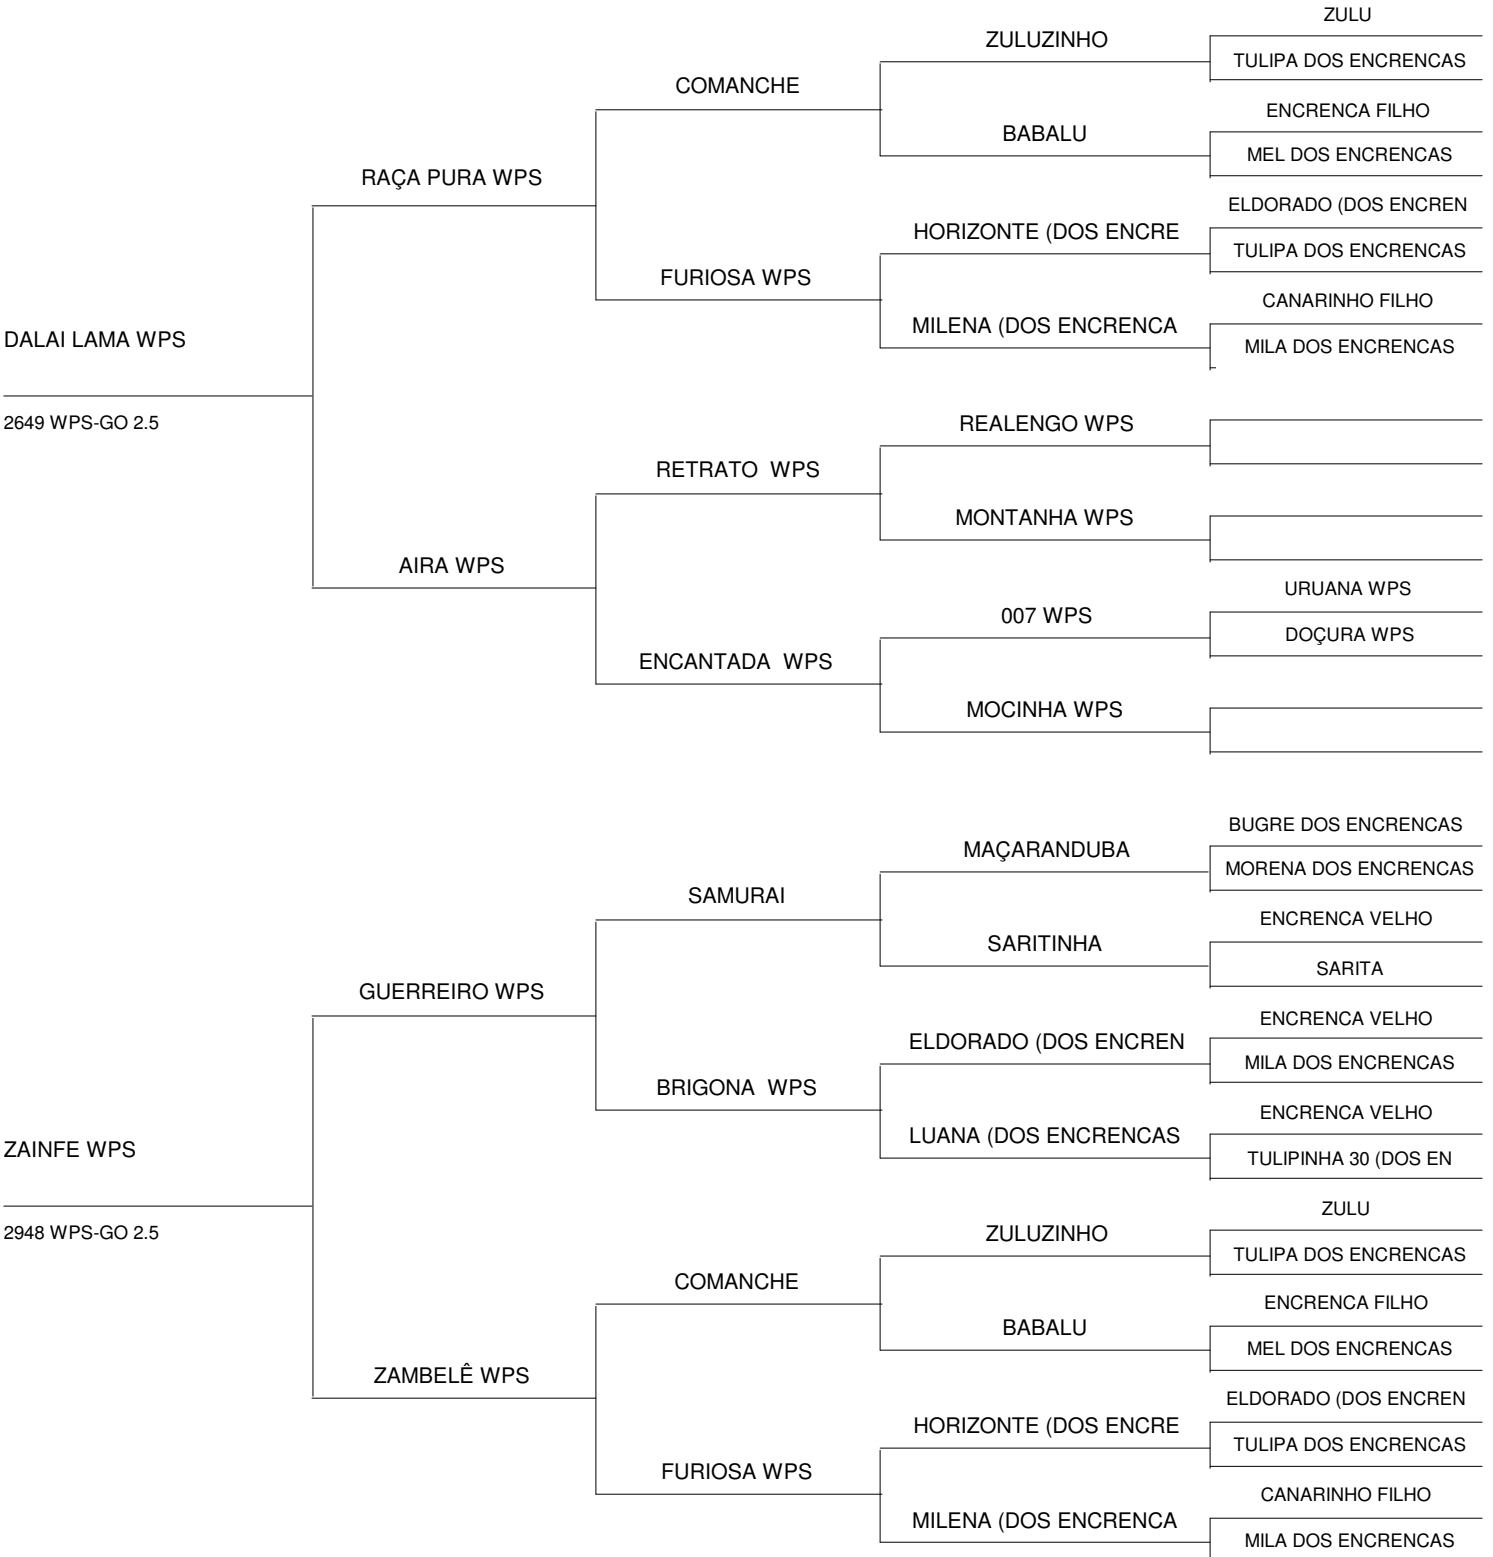 ZULU
ZULUZINHO
TULIPA DOS ENCRENCAS
COMANCHE
ENCRENCA FILHO
BABALU
MEL DOS ENCRENCAS
RAÇA PURA WPS
ELDORADO (DOS ENCREN
HORIZONTE (DOS ENCRE
TULIPA DOS ENCRENCAS
FURIOSA WPS
CANARINHO FILHO
MILENA (DOS ENCRENCA
DALAI LAMA WPS
MILA DOS ENCRENCAS
2649 WPS-GO 2.5
REALENGO WPS
RETRATO  WPS
MONTANHA WPS
AIRA WPS
URUANA WPS
007 WPS
DOÇURA WPS
ENCANTADA  WPS
MOCINHA WPS
BUGRE DOS ENCRENCAS
MAÇARANDUBA
MORENA DOS ENCRENCAS
SAMURAI
ENCRENCA VELHO
SARITINHA
SARITA
GUERREIRO WPS
ENCRENCA VELHO
ELDORADO (DOS ENCREN
MILA DOS ENCRENCAS
BRIGONA  WPS
ENCRENCA VELHO
LUANA (DOS ENCRENCAS
ZAINFE WPS
TULIPINHA 30 (DOS EN
ZULU
2948 WPS-GO 2.5
ZULUZINHO
TULIPA DOS ENCRENCAS
COMANCHE
ENCRENCA FILHO
BABALU
MEL DOS ENCRENCAS
ZAMBELÊ WPS
ELDORADO (DOS ENCREN
HORIZONTE (DOS ENCRE
TULIPA DOS ENCRENCAS
FURIOSA WPS
CANARINHO FILHO
MILENA (DOS ENCRENCA
MILA DOS ENCRENCAS